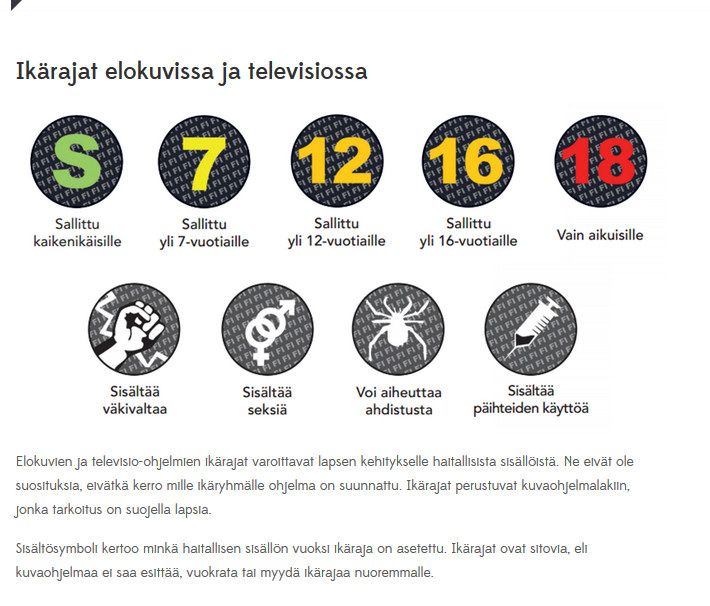 Ikärajat elokuvissa ja televisiossa
S
7
12
16
18
Sallittu
kaikenikäisille
Sallittu
yli 7-vuotiaille
Sallittu
yli 12-vuotiaille
Sallittu
yli 16-vuotiaille
Vain aikuisille
Sisältää
väkivaltaa
Sisältää
seksiä
Voi aiheuttaa
ahdistusta
Sisältää
päihteiden käyttöä
Elokuvien ja televisio-ohjelmien ikärajat varoittavat lapsen kehitykselle haitallisista sisällöistä. Ne eivät ole
suosituksia, eivätkä kerro mille ikäryhmälle ohjelma on suunnattu. Ikärajat perustuvat kuvaohjelmalakiin,
jonka tarkoitus on suojella lapsia.
Sisältösymboli kertoo minkä haitallisen sisällön vuoksi ikäraja on asetettu. Ikärajat ovat sitovia, eli
kuvaohjelmaa ei saa esittää, vuokrata tai myydä ikärajaa nuoremmalle.